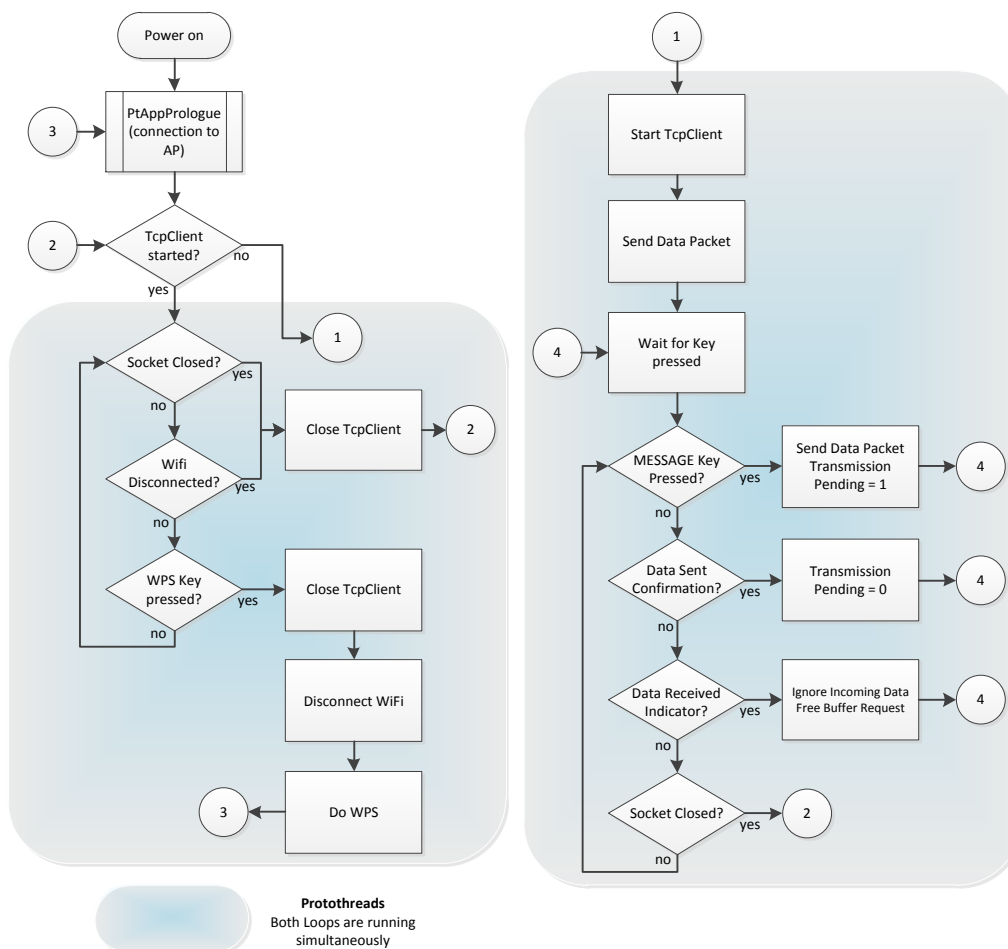 Power on
3
PtAppPrologue
(connection to
AP)
2
TcpClient
started?
no
yes
1
Socket Closed?
yes
no
Close TcpClient
2
Wifi
Disconnected?
yes
no
WPS Key
pressed?
yes
no
Close TcpClient
Disconnect WiFi
Do WPS
3
1
Start TcpClient
Send Data Packet
4
Wait for Key
pressed
MESSAGE Key
Pressed?
yes
no
Send Data Packet
Transmission
Pending = 1
4
Data Sent
Confirmation?
yes
no
Transmission
Pending = 0
4
Data Received
Indicator?
yes
no
Ignore Incoming Data
Free Buffer Request
4
Socket Closed?
yes
no
2
Protothreads
Both Loops are running
simultaneously